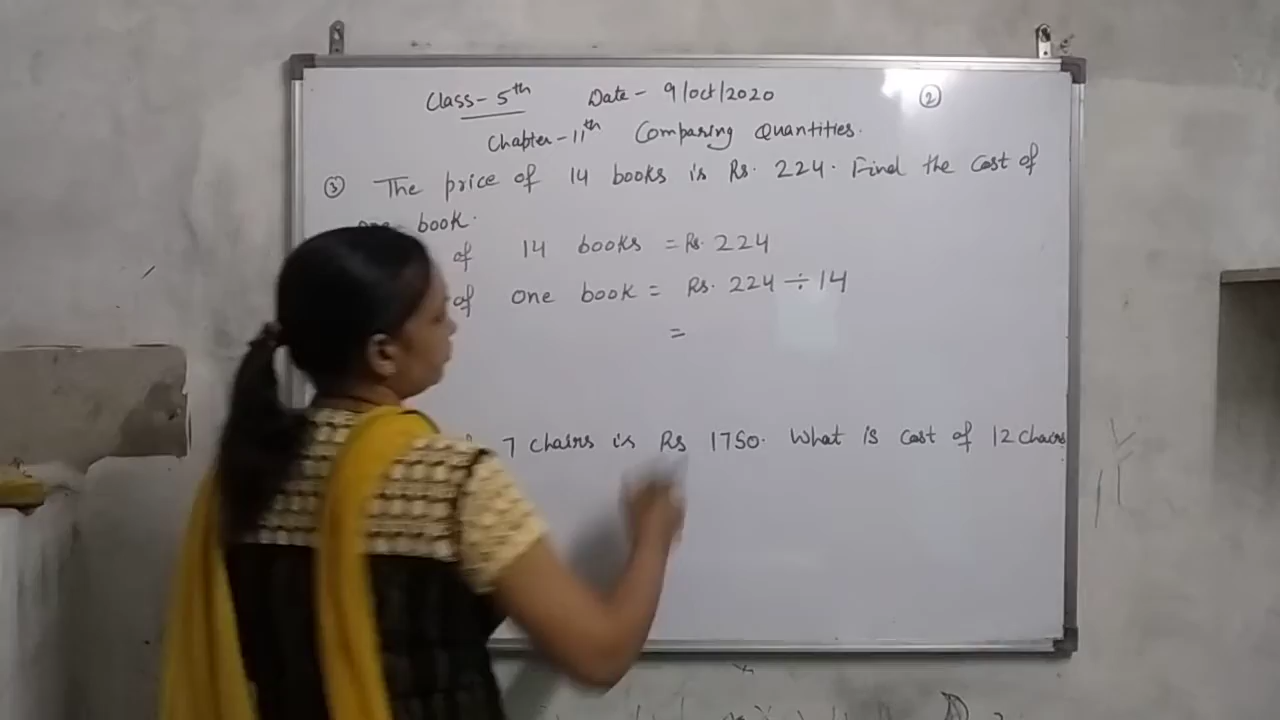 Class - 5th Date - 9/Oct/2020 ②
Chapter - 11th Comparing Quantities.
③ The price of 14 books is Rs. 224. Find the cost of
one book.
of 14 books = Rs. 224
of one book = Rs. 224 ÷ 14
=
7 chairs is Rs 1750. What is cost of 12 chairs